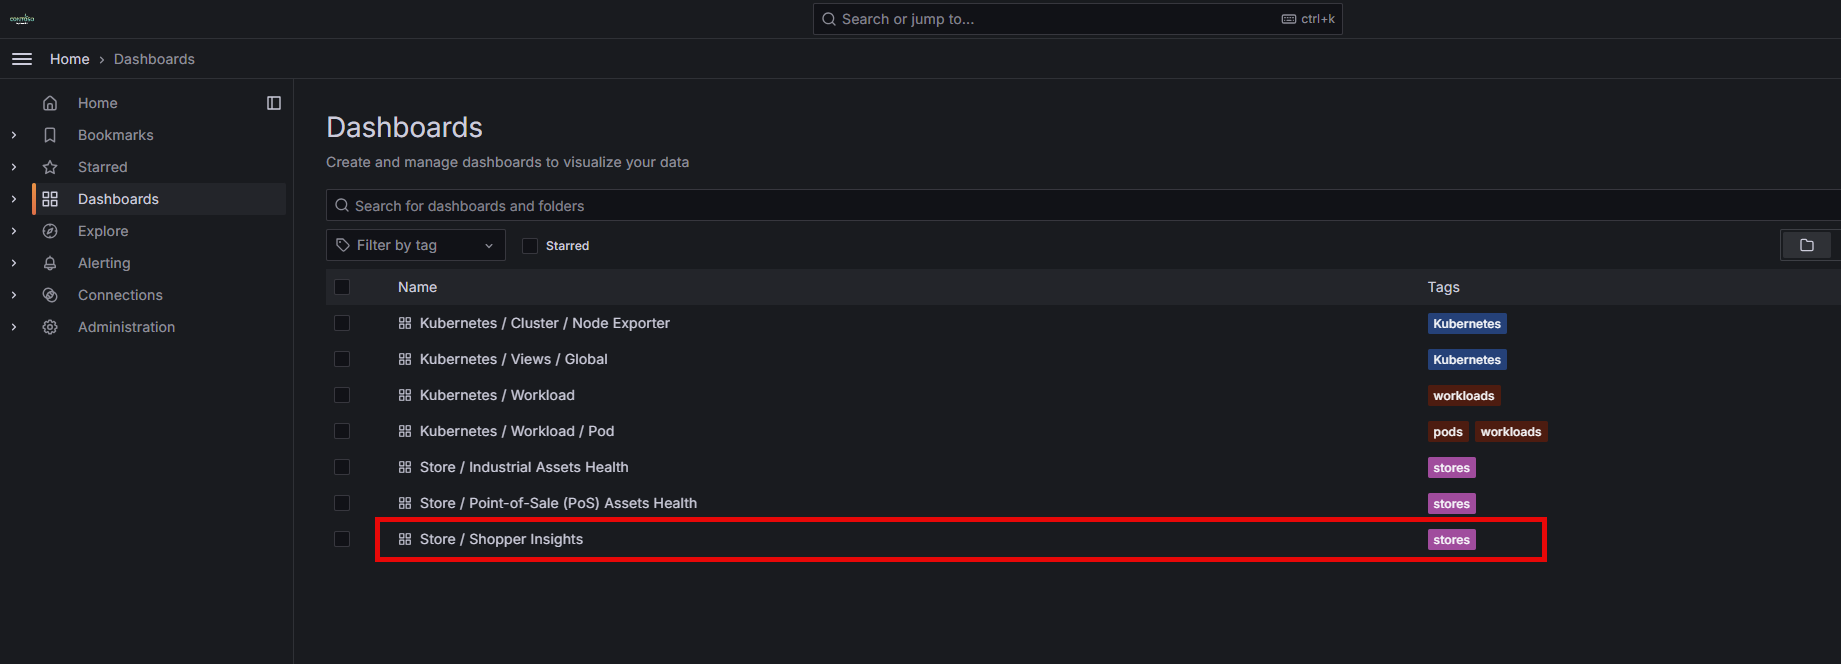 CONTOSO
Search or jump to...
ctrl+k
Home › Dashboards
Home
Bookmarks
Starred
Dashboards
Explore
Alerting
Connections
Administration
Dashboards
Create and manage dashboards to visualize your data
Search for dashboards and folders
Filter by tag
Starred
Name Tags
Kubernetes / Cluster / Node Exporter Kubernetes
Kubernetes / Views / Global Kubernetes
Kubernetes / Workload workloads
Kubernetes / Workload / Pod pods workloads
Store / Industrial Assets Health stores
Store / Point-of-Sale (PoS) Assets Health stores
Store / Shopper Insights stores